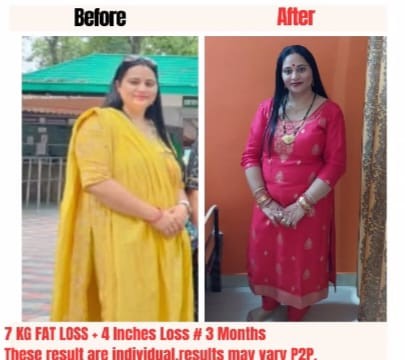 Before
After
7 KG FAT LOSS + 4 Inches Loss # 3 Months
These result are individual,results may vary P2P.